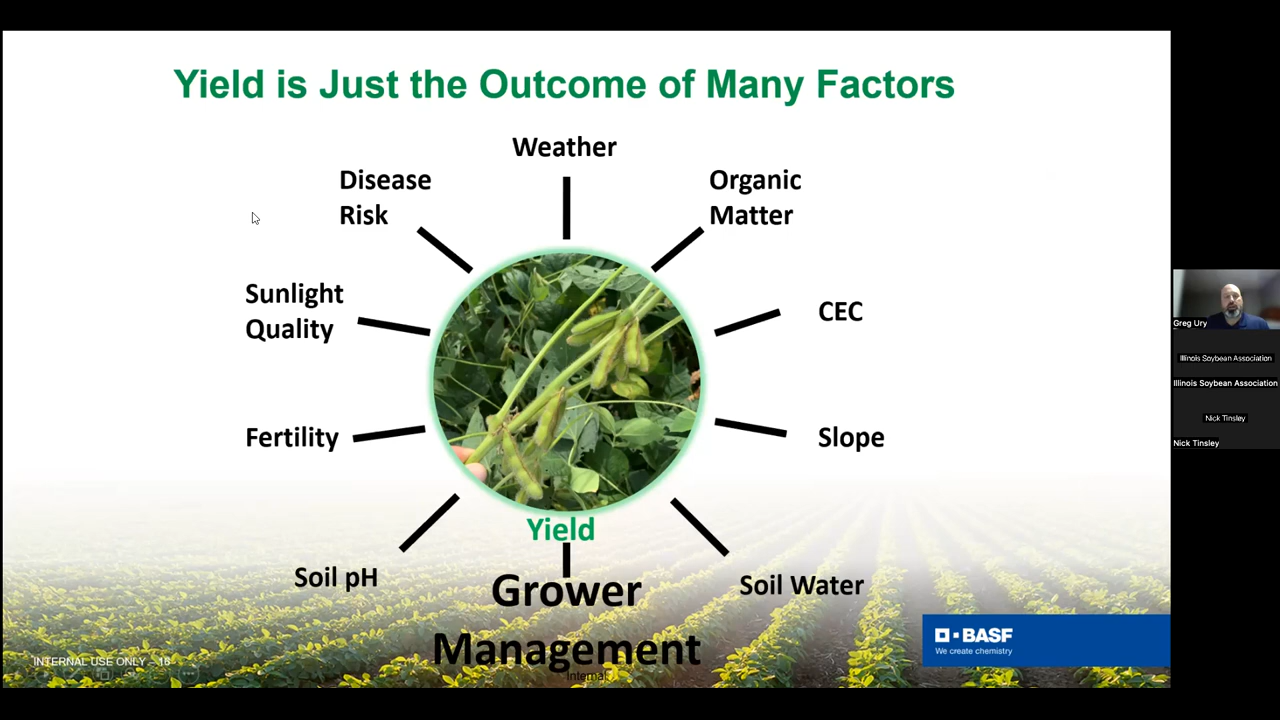 Yield is Just the Outcome of Many Factors
Weather
Disease
Risk
Organic
Matter
Sunlight
Quality
CEC
Fertility
Slope
Yield
Soil pH
Grower
Management
Soil Water
BASF
We create chemistry
INTERNAL USE ONLY - 16
Internal
Greg Ury
Illinois Soybean Association
Illinois Soybean Association
Nick Tinsley
Nick Tinsley